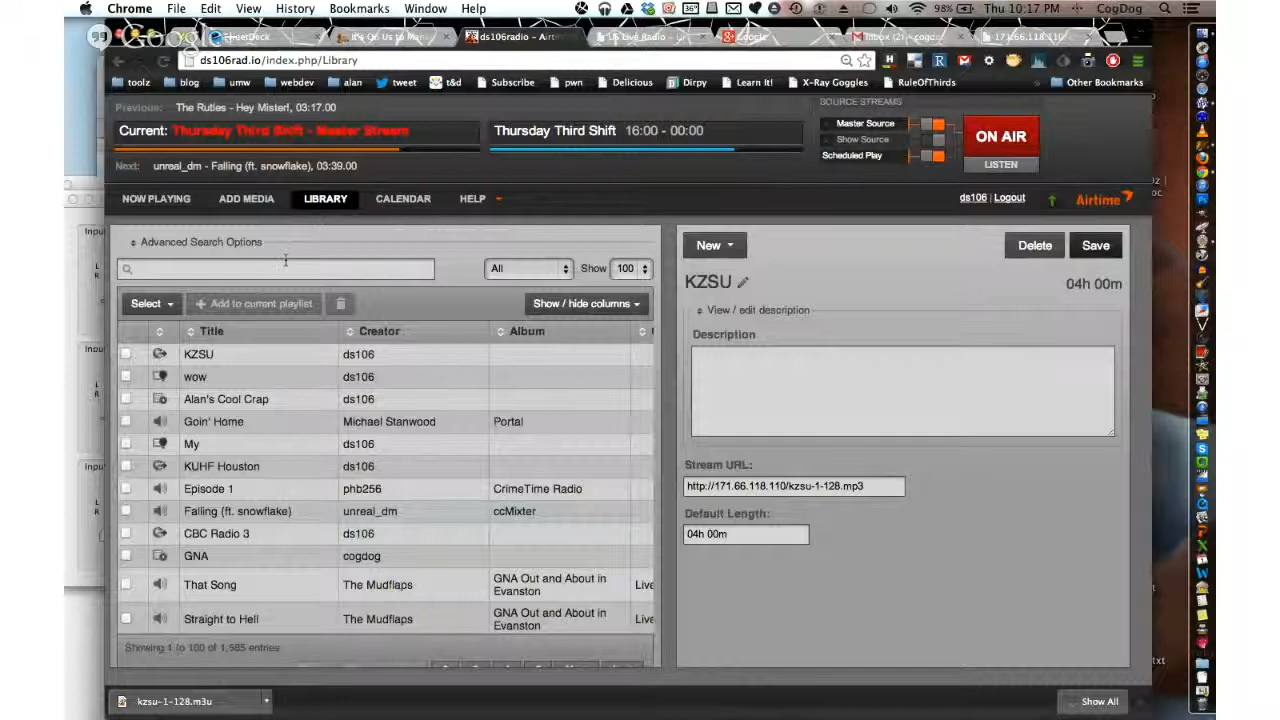 Chrome File Edit View History Bookmarks Window Help 36° 98% Thu 10:17 PM CogDog
Google
ds106radio - Airti
ds106rad.io/index.php/Library
toolz blog umw webdev alan tweet t&d Subscribe pwn Delicious Dirpy Learn It! X-Ray Goggles RuleOfThirds Other Bookmarks
Previous: The Rutles - Hey Mister!, 03:17.00
SOURCE STREAMS
Current: Thursday Third Shift - Master Stream
Thursday Third Shift 16:00 - 00:00
Master Source
Show Source
Scheduled Play
ON AIR
LISTEN
Next: unreal_dm - Falling (ft. snowflake), 03:39.00
NOW PLAYING ADD MEDIA LIBRARY CALENDAR HELP
ds106 | Logout
Airtime
Advanced Search Options
All Show 100
Select + Add to current playlist Show / hide columns
Title Creator Album
KZSU ds106
wow ds106
Alan's Cool Crap ds106
Goin' Home Michael Stanwood Portal
My ds106
KUHF Houston ds106
Episode 1 phb256 CrimeTime Radio
Falling (ft. snowflake) unreal_dm ccMixter
CBC Radio 3 ds106
GNA cogdog
That Song The Mudflaps GNA Out and About in Evanston Live
Straight to Hell The Mudflaps GNA Out and About in Evanston Live
Showing 1 to 100 of 1,585 entries
New Delete Save
KZSU 04h 00m
View / edit description
Description
Stream URL:
http://171.66.118.110/kzsu-1-128.mp3
Default Length:
04h 00m
kzsu-1-128.m3u
Show All